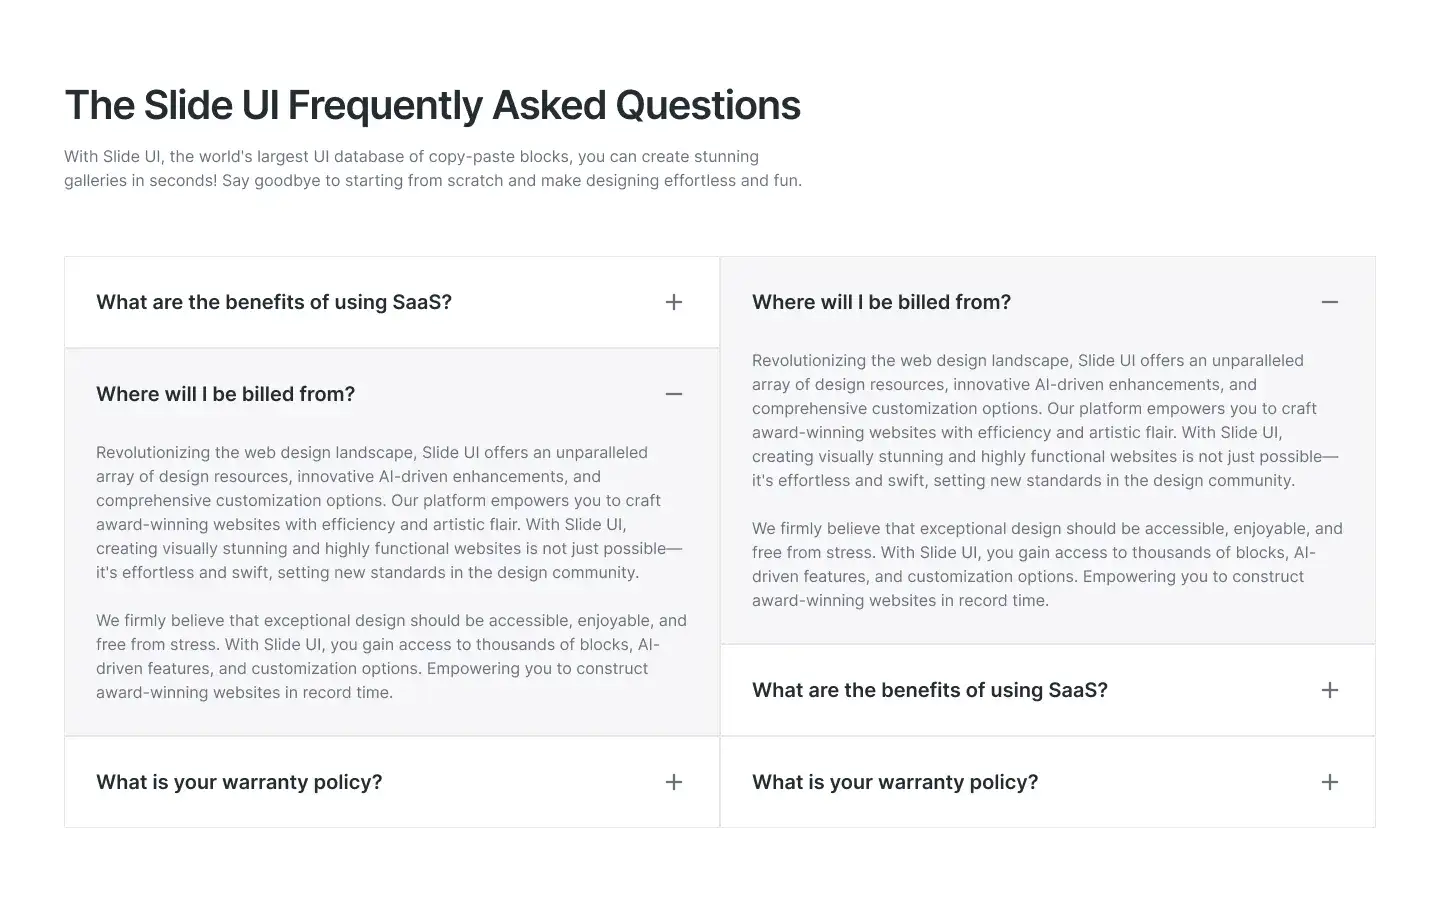 The Slide UI Frequently Asked Questions
With Slide UI, the world's largest UI database of copy-paste blocks, you can create stunning
galleries in seconds! Say goodbye to starting from scratch and make designing effortless and fun.
What are the benefits of using SaaS?
Where will I be billed from?
Revolutionizing the web design landscape, Slide UI offers an unparalleled
array of design resources, innovative AI-driven enhancements, and
comprehensive customization options. Our platform empowers you to craft
award-winning websites with efficiency and artistic flair. With Slide UI,
creating visually stunning and highly functional websites is not just possible—
it's effortless and swift, setting new standards in the design community.
We firmly believe that exceptional design should be accessible, enjoyable, and
free from stress. With Slide UI, you gain access to thousands of blocks, AI-
driven features, and customization options. Empowering you to construct
award-winning websites in record time.
What is your warranty policy?
Where will I be billed from?
Revolutionizing the web design landscape, Slide UI offers an unparalleled
array of design resources, innovative AI-driven enhancements, and
comprehensive customization options. Our platform empowers you to craft
award-winning websites with efficiency and artistic flair. With Slide UI,
creating visually stunning and highly functional websites is not just possible—
it's effortless and swift, setting new standards in the design community.
We firmly believe that exceptional design should be accessible, enjoyable, and
free from stress. With Slide UI, you gain access to thousands of blocks, AI-
driven features, and customization options. Empowering you to construct
award-winning websites in record time.
What are the benefits of using SaaS?
What is your warranty policy?